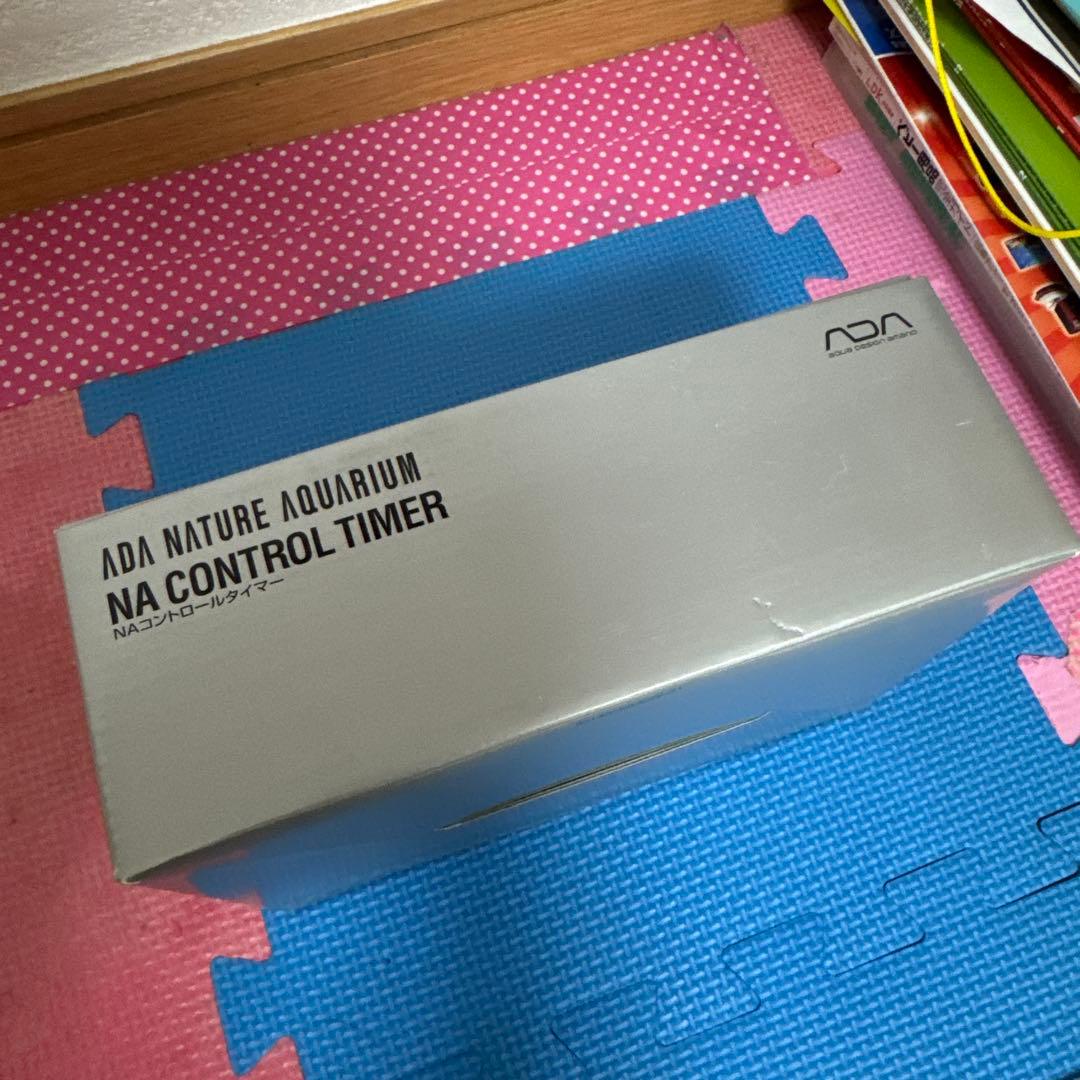 ADA
aqua design amano
ADA NATURE AQUARIUM
NA CONTROL TIMER
NAコントロールタイマー
LDK